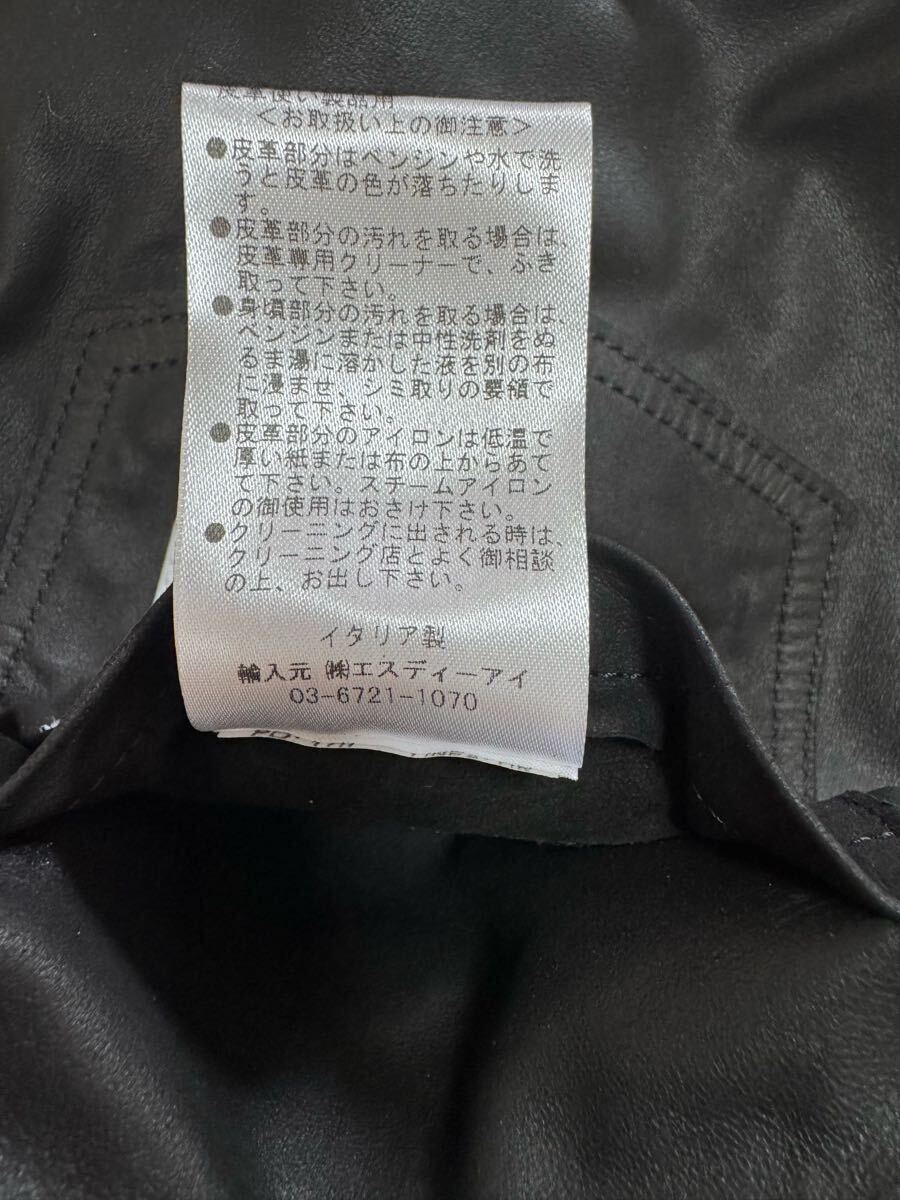 皮革使い製品用
＜お取扱い上の御注意＞
●皮革部分はベンジンや水で洗
うと皮革の色が落ちたりしま
す。
●皮革部分の汚れを取る場合は、
皮革専用クリーナーで、ふき
取って下さい。
●身頃部分の汚れを取る場合は、
ベンジンまたは中性洗剤をぬ
るま湯に溶かした液を別の布
に浸ませ、シミ取りの要領で
取って下さい。
●皮革部分のアイロンは低温で
厚い紙または布の上からあて
て下さい。スチームアイロン
の御使用はおさけ下さい。
●クリーニングに出される時は、
クリーニング店とよく御相談
の上、お出し下さい。
イタリア製
輸入元 ㈱エスディーアイ
03-6721-1070